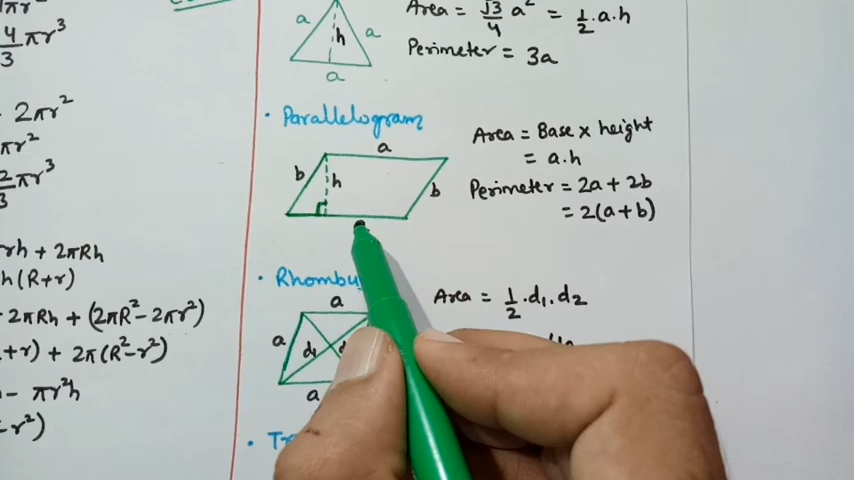 πr²
4/3 πr³
2πr²
πr²
2/3 πr³
rh + 2πRh
h(R+r)
2πRh + (2πR² - 2πr²)
+r) + 2π(R²-r²)
- πr²h
-r²)
a h a
a
Area = √3/4 a² = 1/2 . a . h
Perimeter = 3a
• Parallelogram
a
b h b
Area = Base × height
= a . h
Perimeter = 2a + 2b
= 2(a+b)
• Rhombu
a
a d₁
a
Area = 1/2 . d₁ . d₂